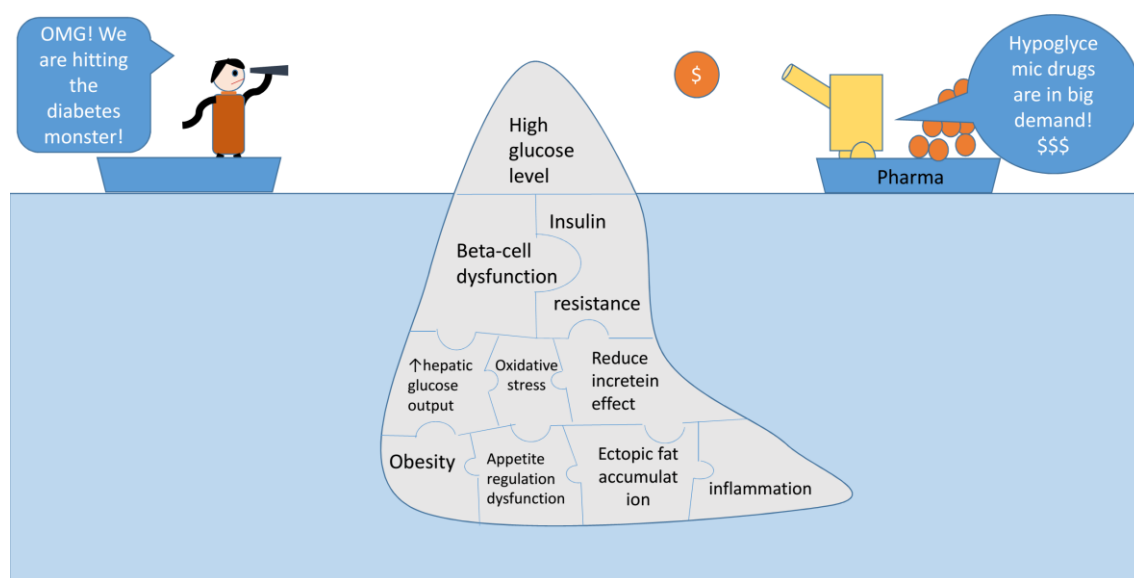 OMG! We
are hitting
the
diabetes
monster!
$
Hypoglyce
mic drugs
are in big
demand!
$$$
Pharma
High
glucose
level
Insulin
resistance
Beta-cell
dysfunction
↑hepatic
glucose
output
Oxidative
stress
Reduce
incretein
effect
Obesity
Appetite
regulation
dysfunction
Ectopic fat
accumulat
ion
inflammation